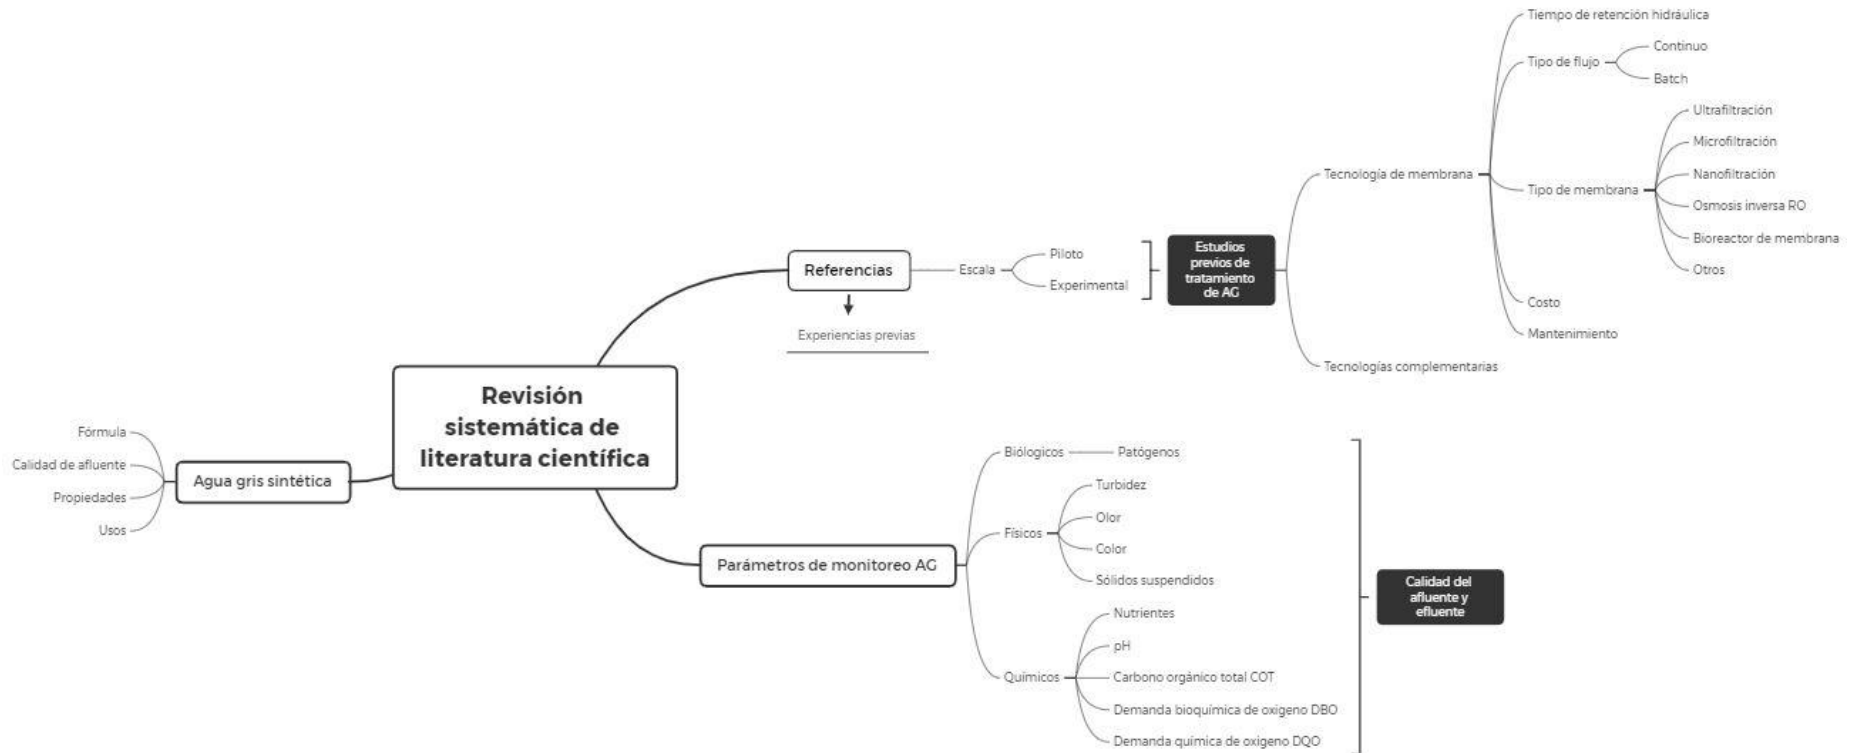 Revisión
sistemática de
literatura científica
Agua gris sintética
Fórmula
Calidad de afluente
Propiedades
Usos
Referencias
Experiencias previas
Escala
Piloto
Experimental
Estudios
previos de
tratamiento
de AG
Tecnología de membrana
Tiempo de retención hidráulica
Tipo de flujo
Continuo
Batch
Tipo de membrana
Ultrafiltración
Microfiltración
Nanofiltración
Osmosis inversa RO
Bioreactor de membrana
Otros
Costo
Mantenimiento
Tecnologías complementarias
Parámetros de monitoreo AG
Biólogicos
Patógenos
Físicos
Turbidez
Olor
Color
Sólidos suspendidos
Químicos
Nutrientes
pH
Carbono orgánico total COT
Demanda bioquímica de oxigeno DBO
Demanda química de oxigeno DQO
Calidad del
afluente y
efluente